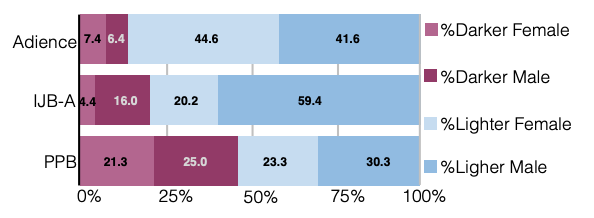 Adience 7.4 6.4 44.6 41.6
IJB-A 4.4 16.0 20.2 59.4
PPB 21.3 25.0 23.3 30.3
0% 25% 50% 75% 100%
%Darker Female
%Darker Male
%Lighter Female
%Ligher Male